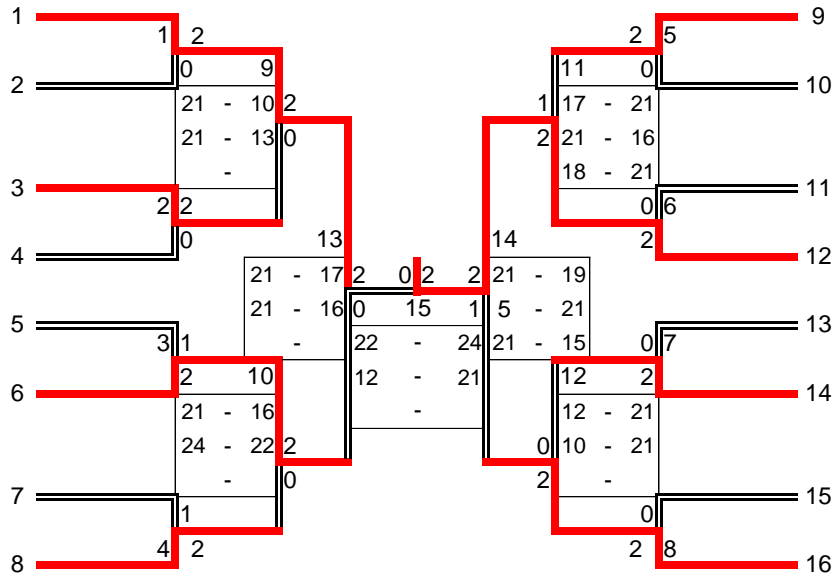 1 9
1 2 2 5
0 9 11 0
2 10
21 - 10 2 1 17 - 21
21 - 13 0 2 21 - 16
- 18 - 21
3 11
2 2 0 6
0 13 14 2
4 12
21 - 17 2 0 2 2 21 - 19
21 - 16 0 15 1 5 - 21
5 13
- 22 - 24 21 - 15
3 1 0 7
2 10 12 2
12 - 21
6 14
-
21 - 16 12 - 21
24 - 22 2 0 10 - 21
- 0 2 -
7 15
1 0
4 2 2 8
8 16